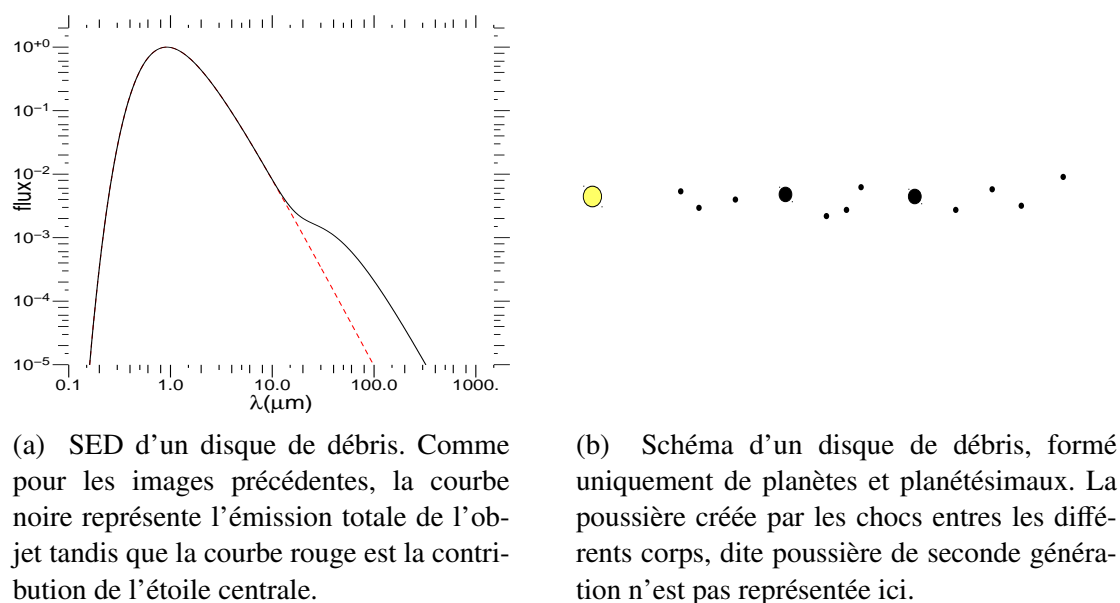 10+0
10−1
10−2
flux
10−3
10−4
10−5
0.1 1.0 10.0 100.0 1000.
λ(μm)
(a) SED d'un disque de débris. Comme
pour les images précédentes, la courbe
noire représente l'émission totale de l'ob-
jet tandis que la courbe rouge est la contri-
bution de l'étoile centrale.
(b) Schéma d'un disque de débris, formé
uniquement de planètes et planétésimaux. La
poussière créée par les chocs entres les diffé-
rents corps, dite poussière de seconde généra-
tion n'est pas représentée ici.